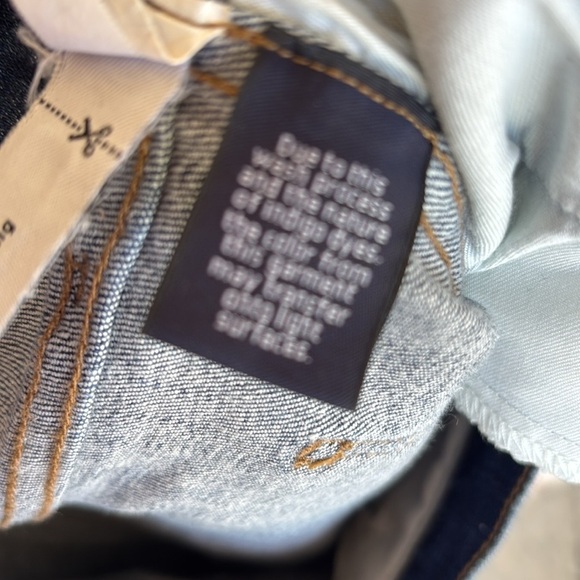 Due to this
wash process
and the nature
of indigo dyes.
the color from
this garment
may transfer
onto light
surfaces.